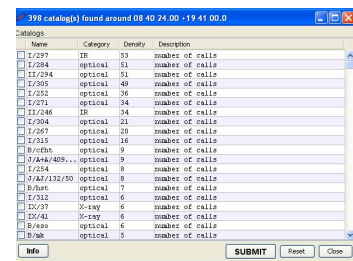 398 catalog(s) found around 08 40 24.00 +19 41 00.0
Catalogs
Name Category Density Description
I/297 IR 53 number of calls
I/284 optical 51 number of calls
II/294 optical 51 number of calls
I/305 optical 49 number of calls
I/252 optical 36 number of calls
I/271 optical 34 number of calls
II/246 IR 34 number of calls
I/304 optical 21 number of calls
I/267 optical 20 number of calls
I/315 optical 16 number of calls
B/cfht optical 9 number of calls
J/A+A/409... optical 9 number of calls
I/254 optical 8 number of calls
J/AJ/132/50 optical 8 number of calls
B/hst optical 7 number of calls
I/312 optical 6 number of calls
IX/37 X-ray 6 number of calls
IX/41 X-ray 6 number of calls
B/eso optical 6 number of calls
B/mk optical 5 number of calls
Info SUBMIT Reset Close